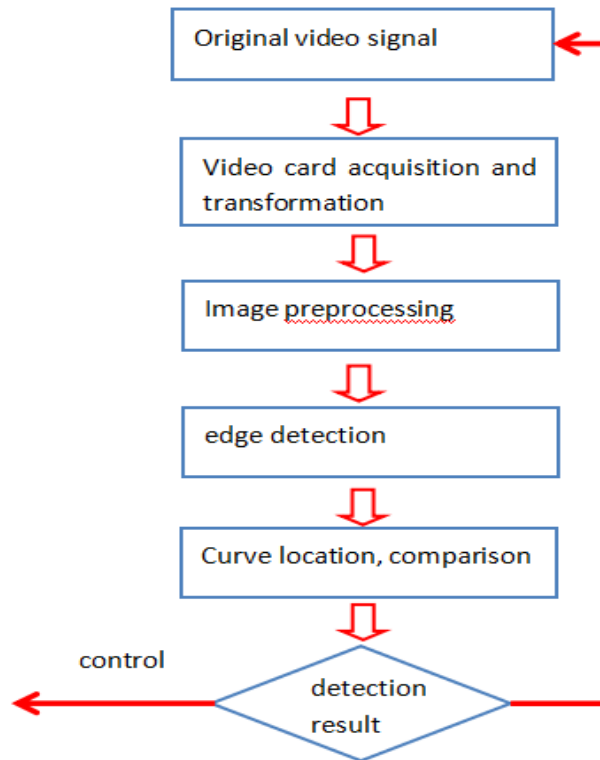 Original video signal
Video card acquisition and
transformation
Image preprocessing
edge detection
Curve location, comparison
control
detection
result